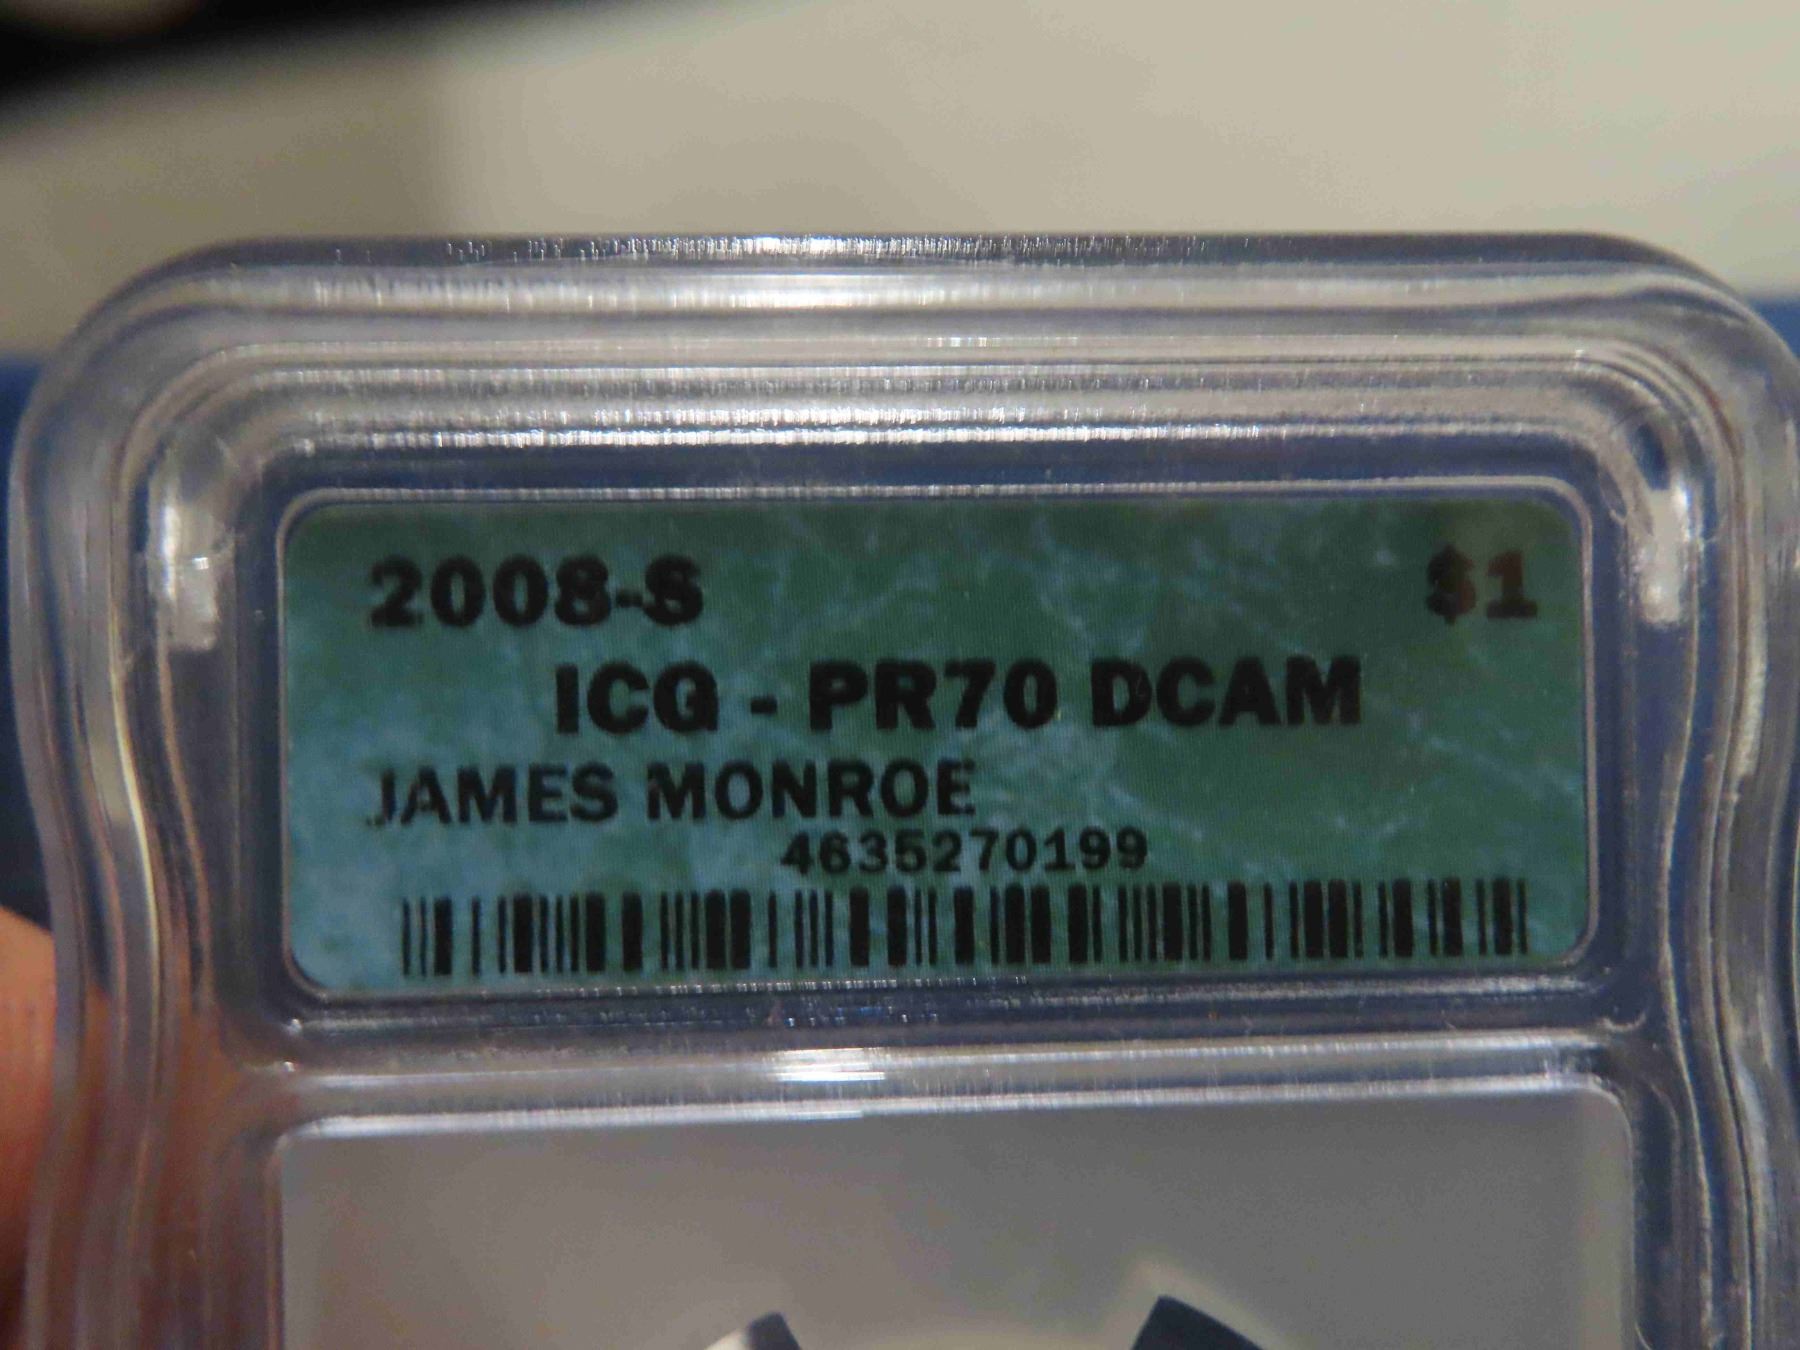 2008-S $1
ICG - PR70 DCAM
JAMES MONROE
4635270199